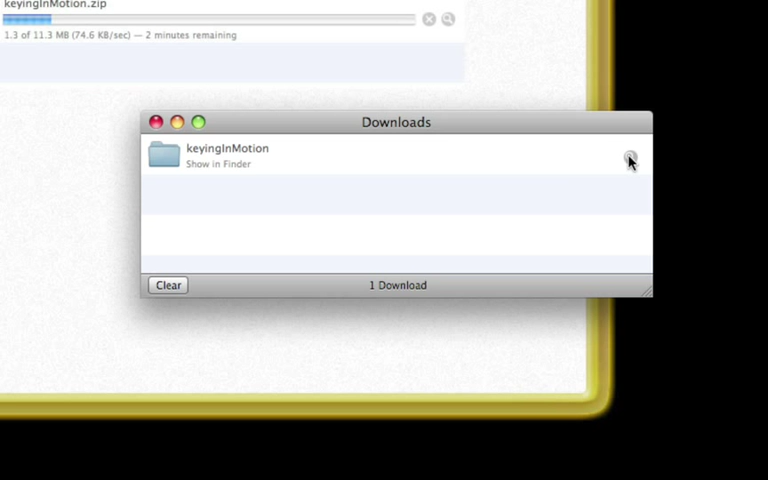 keyingInMotion.zip
1.3 of 11.3 MB (74.6 KB/sec) — 2 minutes remaining
Downloads
keyingInMotion
Show in Finder
Clear
1 Download